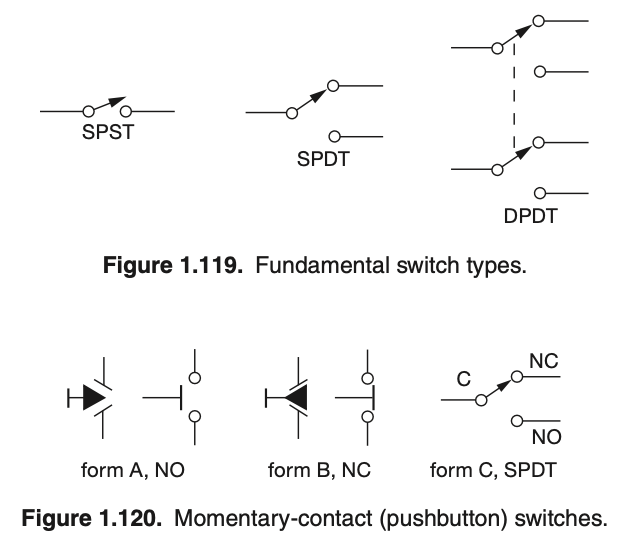 SPST
SPDT
DPDT
Figure 1.119. Fundamental switch types.
C
NC
NO
form A, NO
form B, NC
form C, SPDT
Figure 1.120. Momentary-contact (pushbutton) switches.